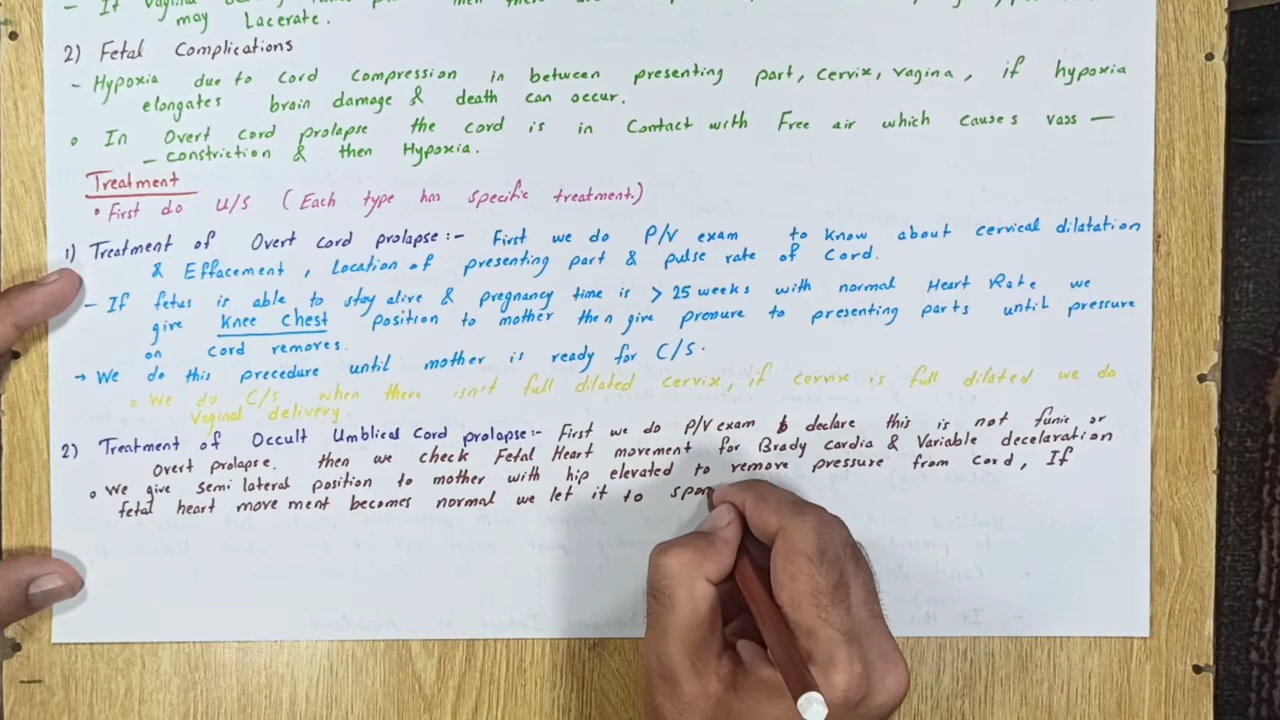 may Lacerate.
2) Fetal Complications
- Hypoxia due to cord compression in between presenting part, cervix, vagina, if hypoxia
elongates brain damage & death can occur.
• In Overt cord prolapse the cord is in contact with Free air which causes vass -
- constriction & then Hypoxia.
Treatment
• First do U/S (Each type has specific treatment.)
1) Treatment of Overt cord prolapse:- First we do P/V exam to know about cervical dilatation
& Effacement, Location of presenting part & pulse rate of Cord.
- If fetus is able to stay alive & pregnancy time is > 25 weeks with normal Heart Rate we
give Knee Chest position to mother then give pressure to presenting parts until pressure
on cord removes.
→ We do this precedure until mother is ready for C/S.
• We do C/S when there isn't full dilated cervix, if cervix is full dilated we do
Vaginal delivery.
2) Treatment of Occult Umblical Cord prolapse:- First we do P/V exam & declare this is not funic or
Overt prolapse. then we check Fetal Heart movement for Brady cardia & Variable decelaration
• We give semi lateral position to mother with hip elevated to remove pressure from cord, If
fetal heart movement becomes normal we let it to spon